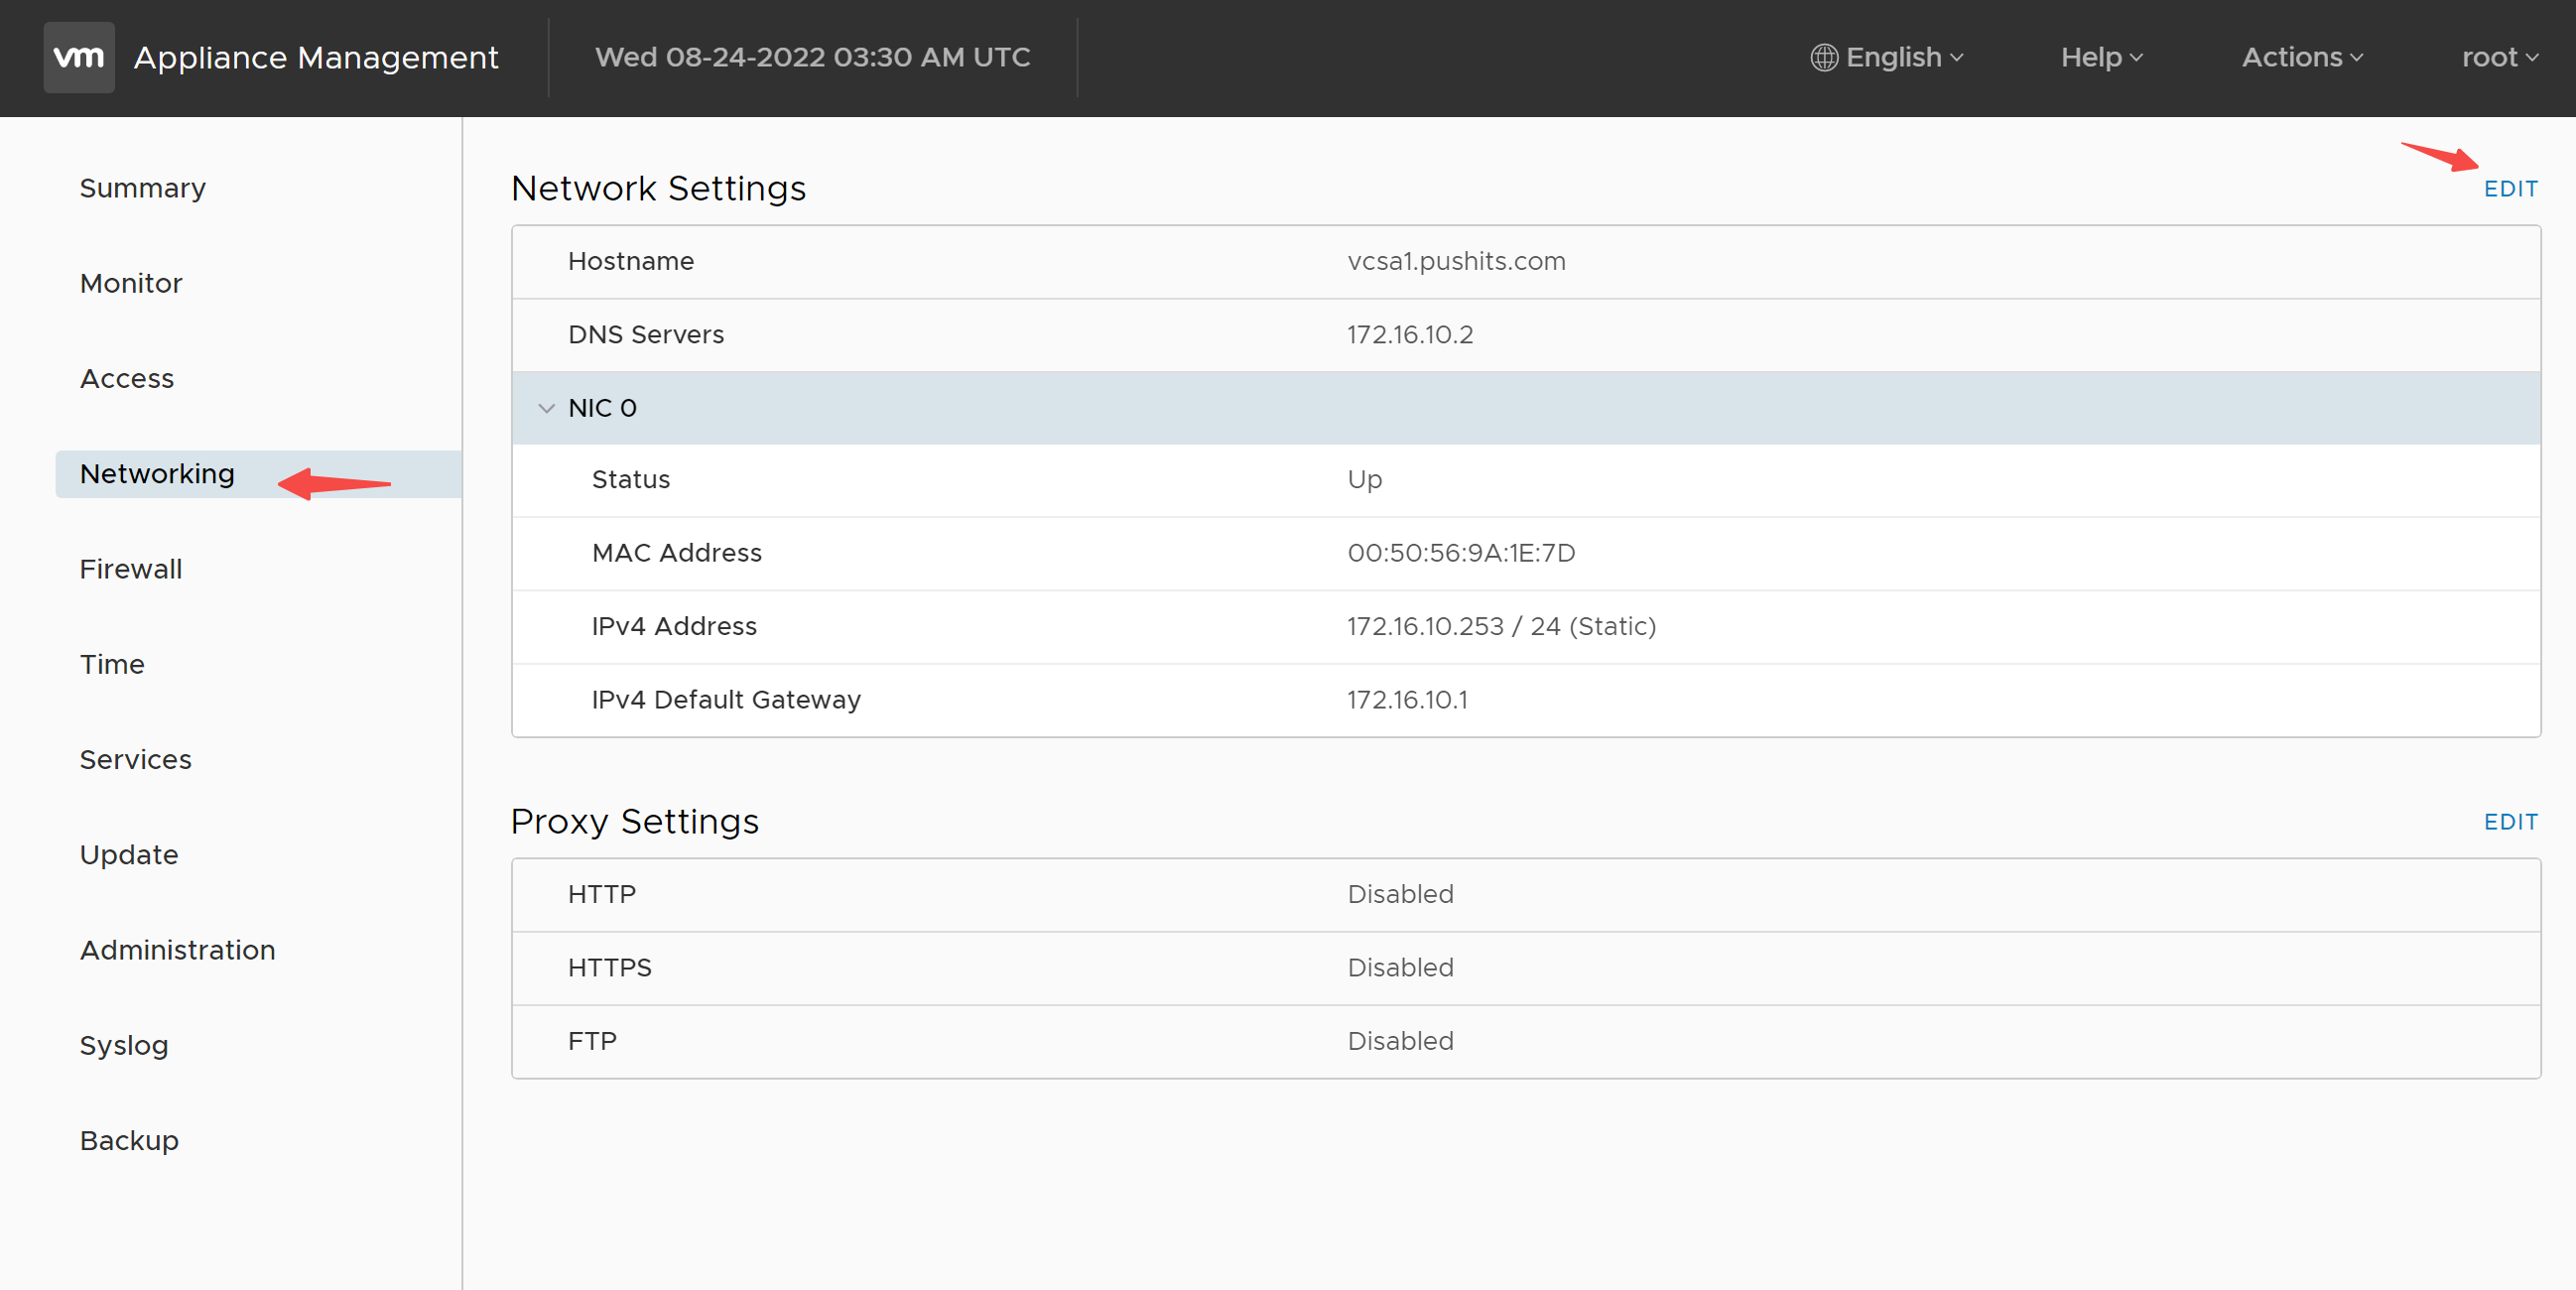 vm Appliance Management Wed 08-24-2022 03:30 AM UTC English Help Actions root
Summary
Monitor
Access
Networking
Firewall
Time
Services
Update
Administration
Syslog
Backup
Network Settings EDIT
Hostname vcsa1.pushits.com
DNS Servers 172.16.10.2
NIC 0
Status Up
MAC Address 00:50:56:9A:1E:7D
IPv4 Address 172.16.10.253 / 24 (Static)
IPv4 Default Gateway 172.16.10.1
Proxy Settings EDIT
HTTP Disabled
HTTPS Disabled
FTP Disabled